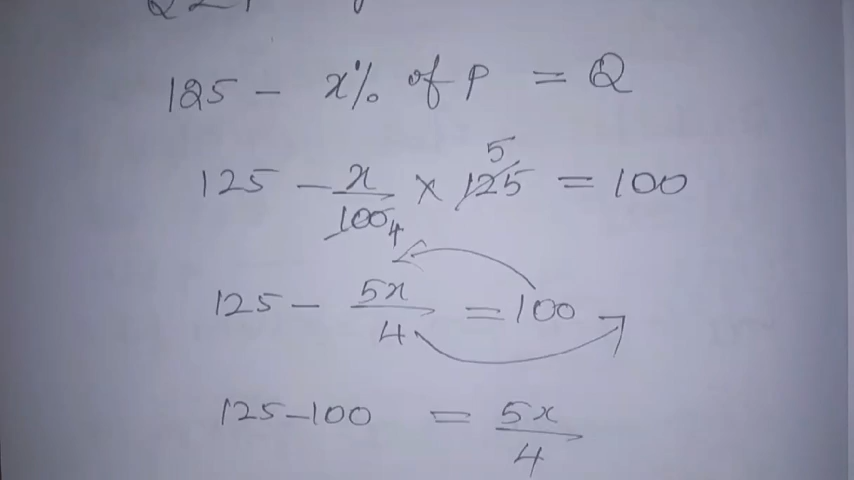 125 - x% of P = Q
125 - x/100 4 × 125 5 = 100
125 - 5x/4 = 100
125-100 = 5x/4